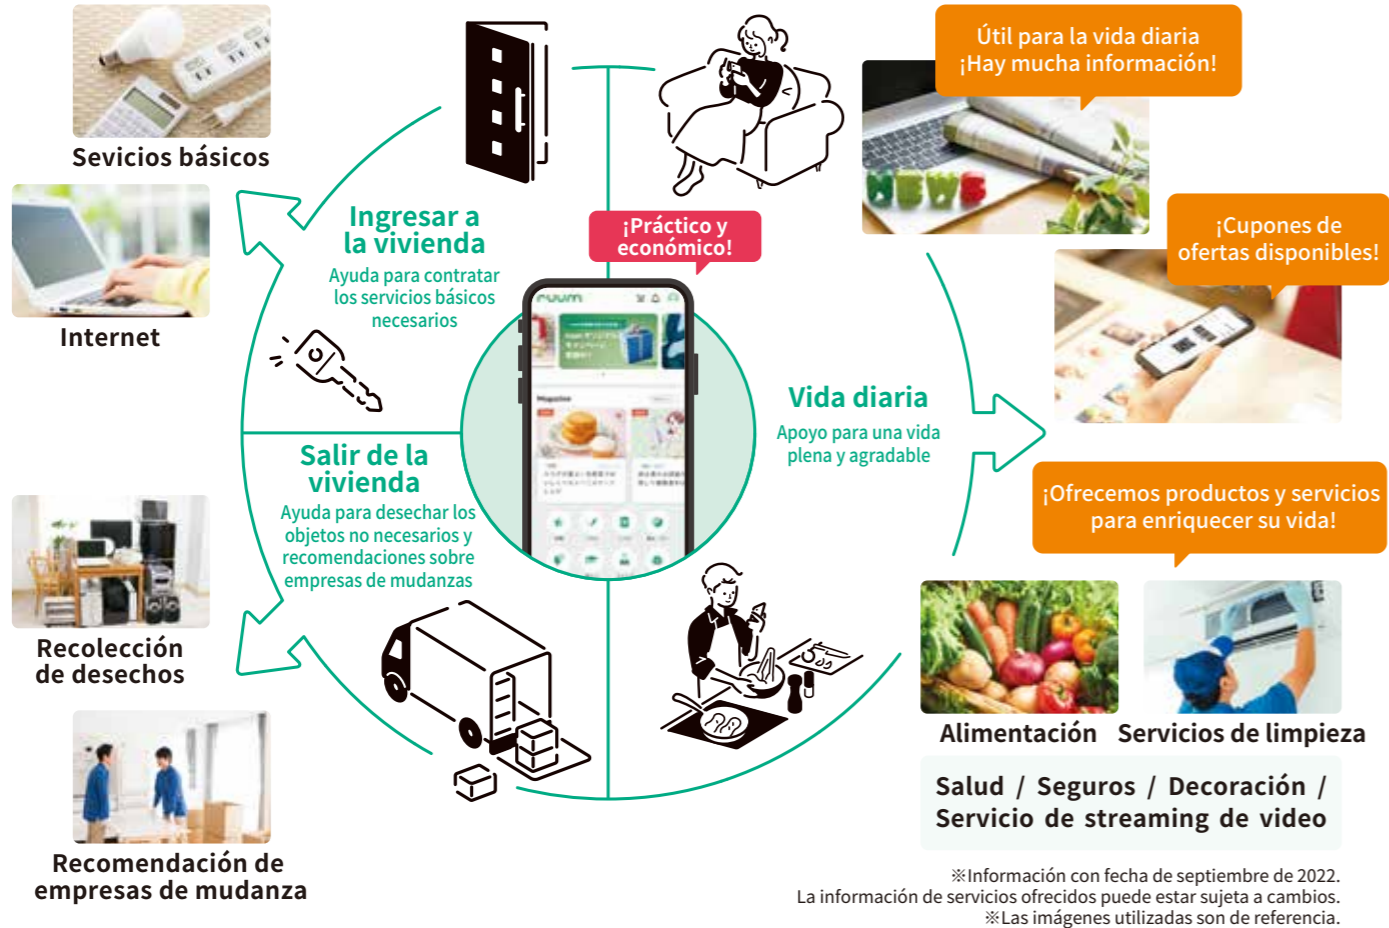 Útil para la vida diaria
¡Hay mucha información!
Sevicios básicos
NEWS
Internet
Ingresar a
la vivienda
Ayuda para contratar
los servicios básicos
necesarios
¡Práctico y
económico!
¡Cupones de
ofertas disponibles!
ruum
Magazine
Vida diaria
Apoyo para una vida
plena y agradable
Salir de la
vivienda
Ayuda para desechar los
objetos no necesarios y
recomendaciones sobre
empresas de mudanzas
¡Ofrecemos productos y servicios
para enriquecer su vida!
Recolección
de desechos
Alimentación
Servicios de limpieza
Salud / Seguros / Decoración /
Servicio de streaming de video
Recomendación de
empresas de mudanza
※Información con fecha de septiembre de 2022.
La información de servicios ofrecidos puede estar sujeta a cambios.
※Las imágenes utilizadas son de referencia.